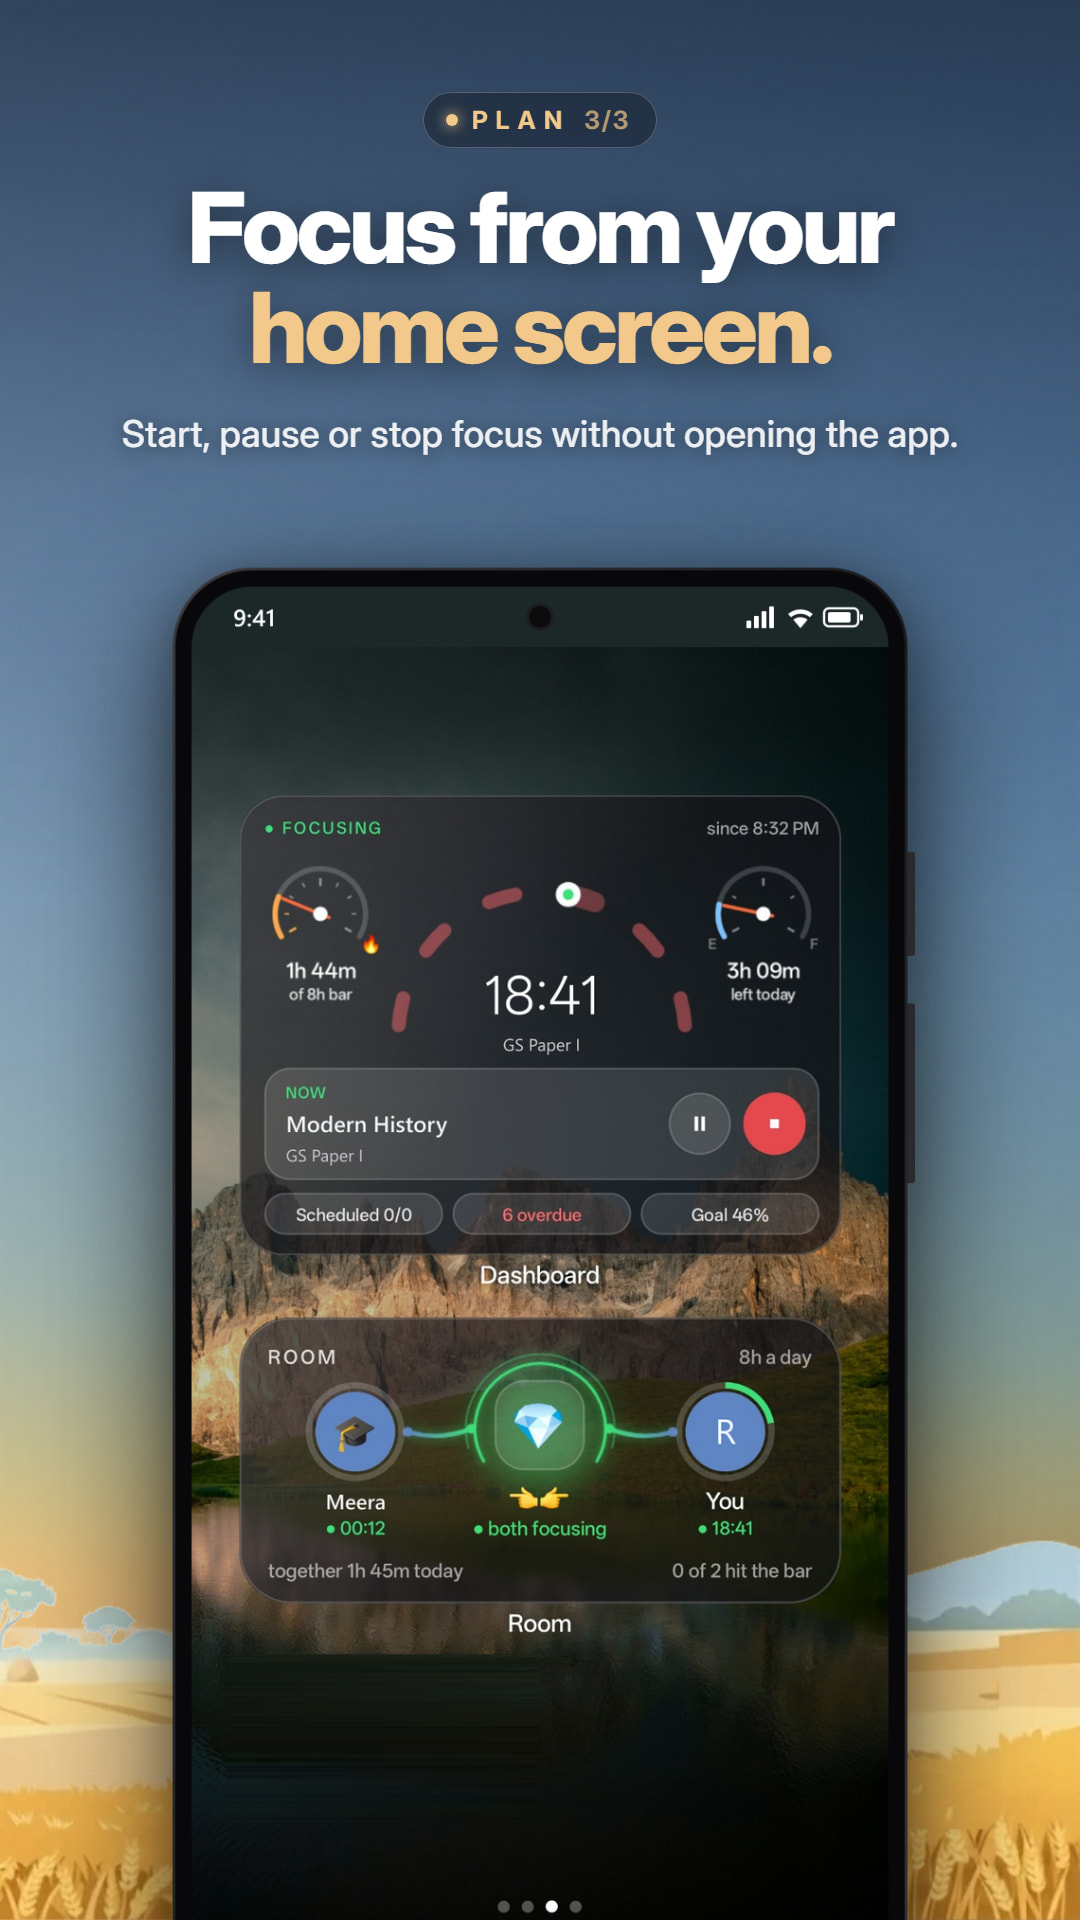 PLAN 3/3
Focus from your
home screen.
Start, pause or stop focus without opening the app.
9:41
FOCUSING
since 8:32 PM
E
F
1h 44m
of 8h bar
3h 09m
left today
18:41
GS Paper I
NOW
Modern History
GS Paper I
Scheduled 0/0
6 overdue
Goal 46%
Dashboard
ROOM
8h a day
R
Meera
You
00:12
both focusing
18:41
together 1h 45m today
0 of 2 hit the bar
Room